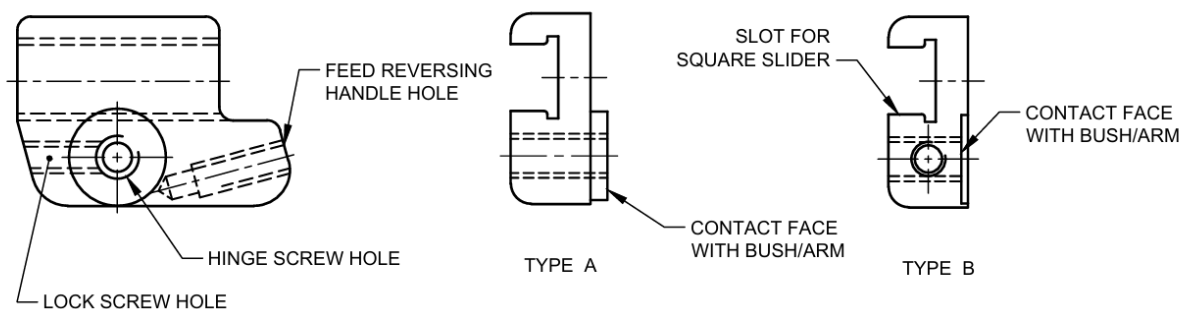 FEED REVERSING
HANDLE HOLE
HINGE SCREW HOLE
LOCK SCREW HOLE
CONTACT FACE
WITH BUSH/ARM
TYPE A
SLOT FOR
SQUARE SLIDER
CONTACT FACE
WITH BUSH/ARM
TYPE B